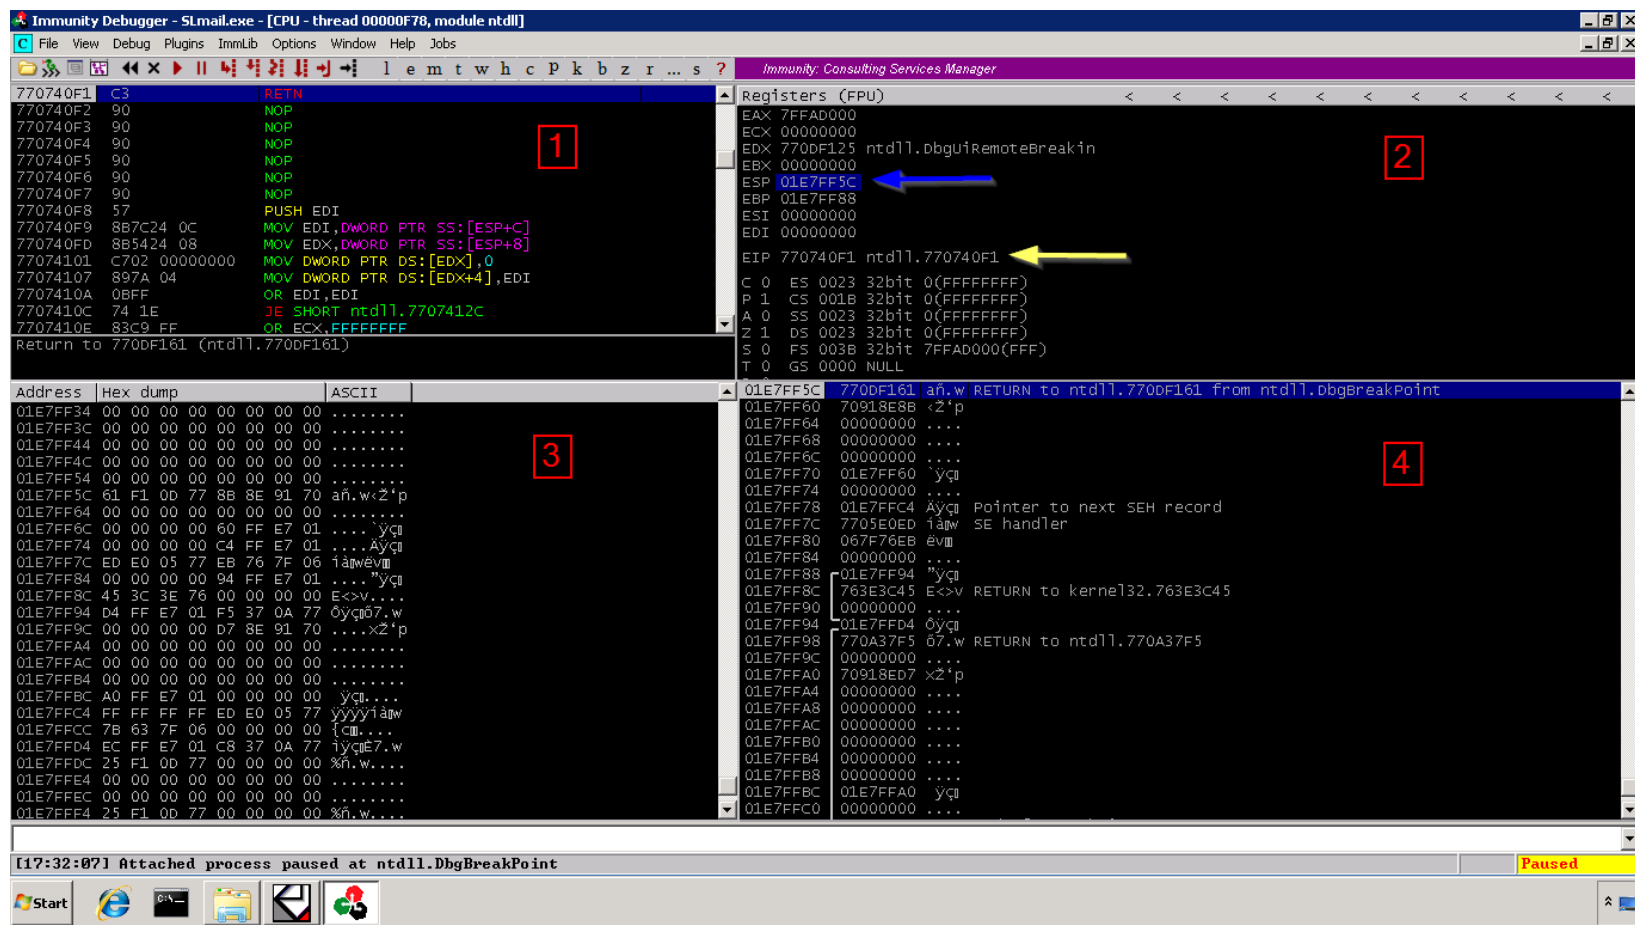 Immunity Debugger - SLmail.exe - [CPU - thread 00000F78, module ntdll]
C File View Debug Plugins ImmLib Options Window Help Jobs
l e m t w h c P k b z r ... s ?
Immunity: Consulting Services Manager
770740F1 C3 RETN
770740F2 90 NOP
770740F3 90 NOP
770740F4 90 NOP
770740F5 90 NOP
770740F6 90 NOP
770740F7 90 NOP
770740F8 57 PUSH EDI
770740F9 8B7C24 0C MOV EDI,DWORD PTR SS:[ESP+C]
770740FD 8B5424 08 MOV EDX,DWORD PTR SS:[ESP+8]
77074101 C702 00000000 MOV DWORD PTR DS:[EDX],0
77074107 897A 04 MOV DWORD PTR DS:[EDX+4],EDI
7707410A 0BFF OR EDI,EDI
7707410C 74 1E JE SHORT ntdll.7707412C
7707410E 83C9 FF OR ECX,FFFFFFFF
Return to 770DF161 (ntdll.770DF161)
1
Registers (FPU) < < < < < < < < < < <
EAX 7FFAD000
ECX 00000000
EDX 770DF125 ntdll.DbgUiRemoteBreakin
EBX 00000000
ESP 01E7FF5C
EBP 01E7FF88
ESI 00000000
EDI 00000000
EIP 770740F1 ntdll.770740F1
C 0 ES 0023 32bit 0(FFFFFFFF)
P 1 CS 001B 32bit 0(FFFFFFFF)
A 0 SS 0023 32bit 0(FFFFFFFF)
Z 1 DS 0023 32bit 0(FFFFFFFF)
S 0 FS 003B 32bit 7FFAD000(FFF)
T 0 GS 0000 NULL
2
Address Hex dump ASCII
01E7FF34 00 00 00 00 00 00 00 00 ........
01E7FF3C 00 00 00 00 00 00 00 00 ........
01E7FF44 00 00 00 00 00 00 00 00 ........
01E7FF4C 00 00 00 00 00 00 00 00 ........
01E7FF54 00 00 00 00 00 00 00 00 ........
01E7FF5C 61 F1 0D 77 8B 8E 91 70 añ.w‹Ž‘p
01E7FF64 00 00 00 00 00 00 00 00 ........
01E7FF6C 00 00 00 00 60 FF E7 01 ....`ÿç
01E7FF74 00 00 00 00 C4 FF E7 01 ....Äÿç
01E7FF7C ED E0 05 77 EB 76 7F 06 íàwëv
01E7FF84 00 00 00 00 94 FF E7 01 ....”ÿç
01E7FF8C 45 3C 3E 76 00 00 00 00 E<>v....
01E7FF94 D4 FF E7 01 F5 37 0A 77 Ôÿçõ7.w
01E7FF9C 00 00 00 00 D7 8E 91 70 ....×Ž‘p
01E7FFA4 00 00 00 00 00 00 00 00 ........
01E7FFAC 00 00 00 00 00 00 00 00 ........
01E7FFB4 00 00 00 00 00 00 00 00 ........
01E7FFBC A0 FF E7 01 00 00 00 00 ÿç....
01E7FFC4 FF FF FF FF ED E0 05 77 ÿÿÿÿíàw
01E7FFCC 7B 63 7F 06 00 00 00 00 {c....
01E7FFD4 EC FF E7 01 C8 37 0A 77 ìÿçÈ7.w
01E7FFDC 25 F1 0D 77 00 00 00 00 %ñ.w....
01E7FFE4 00 00 00 00 00 00 00 00 ........
01E7FFEC 00 00 00 00 00 00 00 00 ........
01E7FFF4 25 F1 0D 77 00 00 00 00 %ñ.w....
3
01E7FF5C 770DF161 añ.w RETURN to ntdll.770DF161 from ntdll.DbgBreakPoint
01E7FF60 70918E8B ‹Ž‘p
01E7FF64 00000000 ....
01E7FF68 00000000 ....
01E7FF6C 00000000 ....
01E7FF70 01E7FF60 `ÿç
01E7FF74 00000000 ....
01E7FF78 01E7FFC4 Äÿç Pointer to next SEH record
01E7FF7C 7705E0ED íàw SE handler
01E7FF80 067F76EB ëv
01E7FF84 00000000 ....
01E7FF88 01E7FF94 ”ÿç
01E7FF8C 763E3C45 E<>v RETURN to kernel32.763E3C45
01E7FF90 00000000 ....
01E7FF94 01E7FFD4 Ôÿç
01E7FF98 770A37F5 õ7.w RETURN to ntdll.770A37F5
01E7FF9C 00000000 ....
01E7FFA0 70918ED7 ×Ž‘p
01E7FFA4 00000000 ....
01E7FFA8 00000000 ....
01E7FFAC 00000000 ....
01E7FFB0 00000000 ....
01E7FFB4 00000000 ....
01E7FFB8 00000000 ....
01E7FFBC 01E7FFA0 ÿç
01E7FFC0 00000000 ....
4
[17:32:07] Attached process paused at ntdll.DbgBreakPoint
Paused
Start
C:\